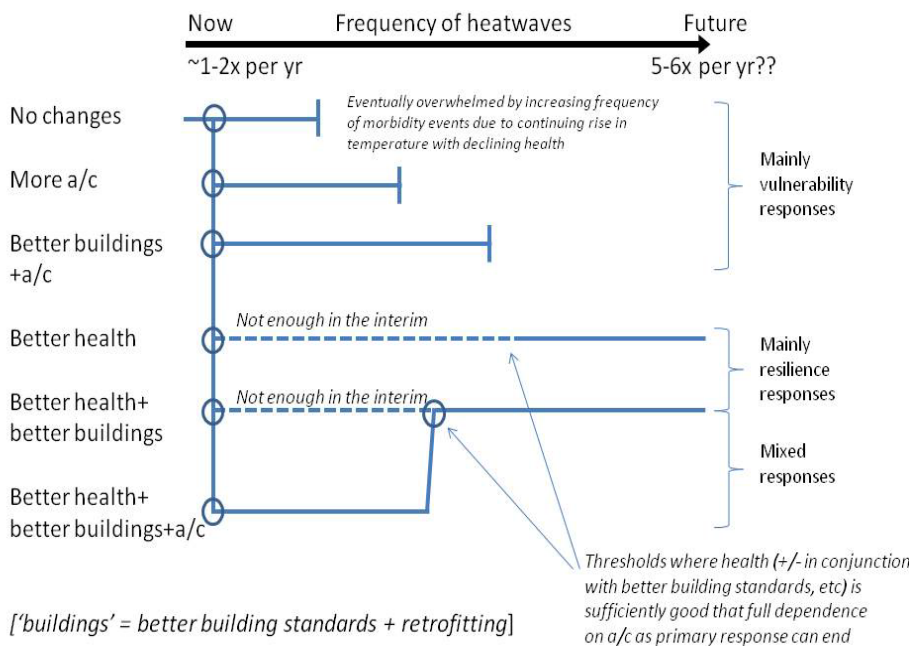 Now Frequency of heatwaves Future
~1-2x per yr 5-6x per yr??
No changes
Eventually overwhelmed by increasing frequency
of morbidity events due to continuing rise in
temperature with declining health
More a/c
Better buildings
+a/c
Mainly
vulnerability
responses
Better health
Not enough in the interim
Mainly
resilience
responses
Better health+
better buildings
Not enough in the interim
Mixed
responses
Better health+
better buildings+a/c
Thresholds where health (+/- in conjunction
with better building standards, etc) is
sufficiently good that full dependence
on a/c as primary response can end
['buildings' = better building standards + retrofitting]